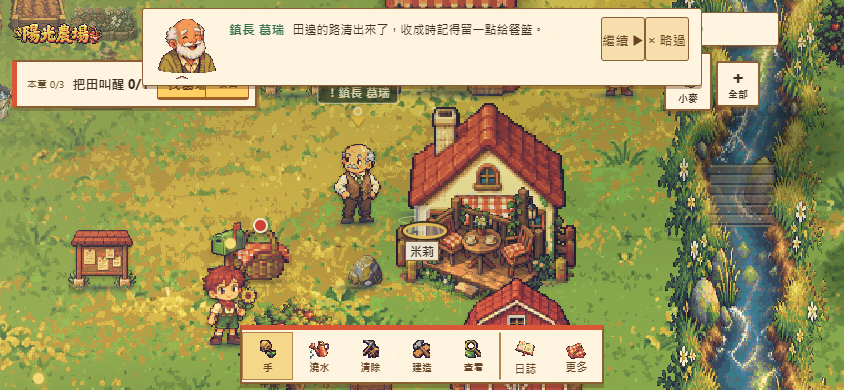 陽光農場
鎮長 葛瑞 田邊的路清出來了，收成時記得留一點給餐籃。
繼續 ▶
× 略過
本章 0/3 把田叫醒 0/
小麥
+
全部
！鎮長 葛瑞
米莉
手
澆水
清除
建造
查看
日誌
更多